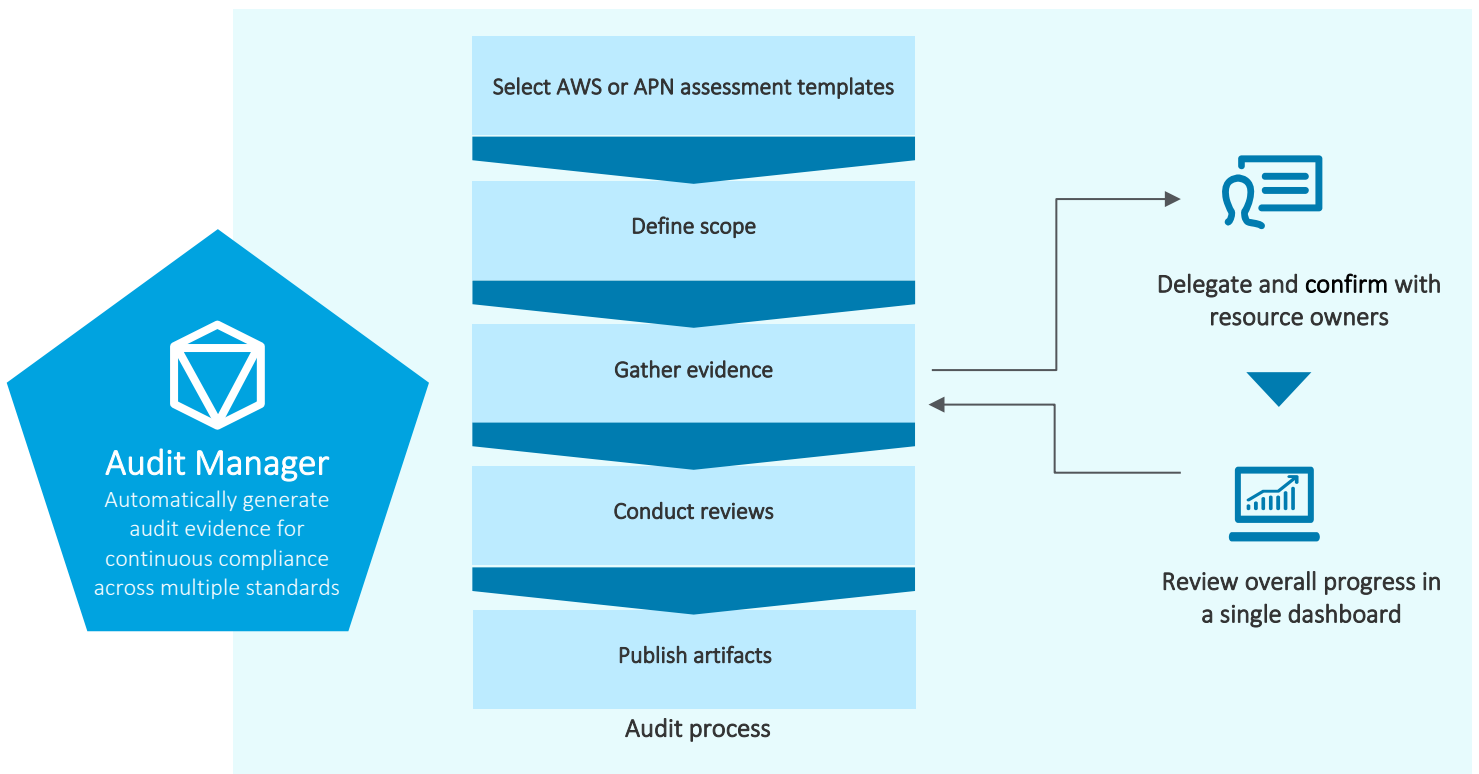 Select AWS or APN assessment templates
Define scope
Gather evidence
Conduct reviews
Publish artifacts
Audit process
Audit Manager
Automatically generate
audit evidence for
continuous compliance
across multiple standards
Delegate and confirm with
resource owners
Review overall progress in
a single dashboard